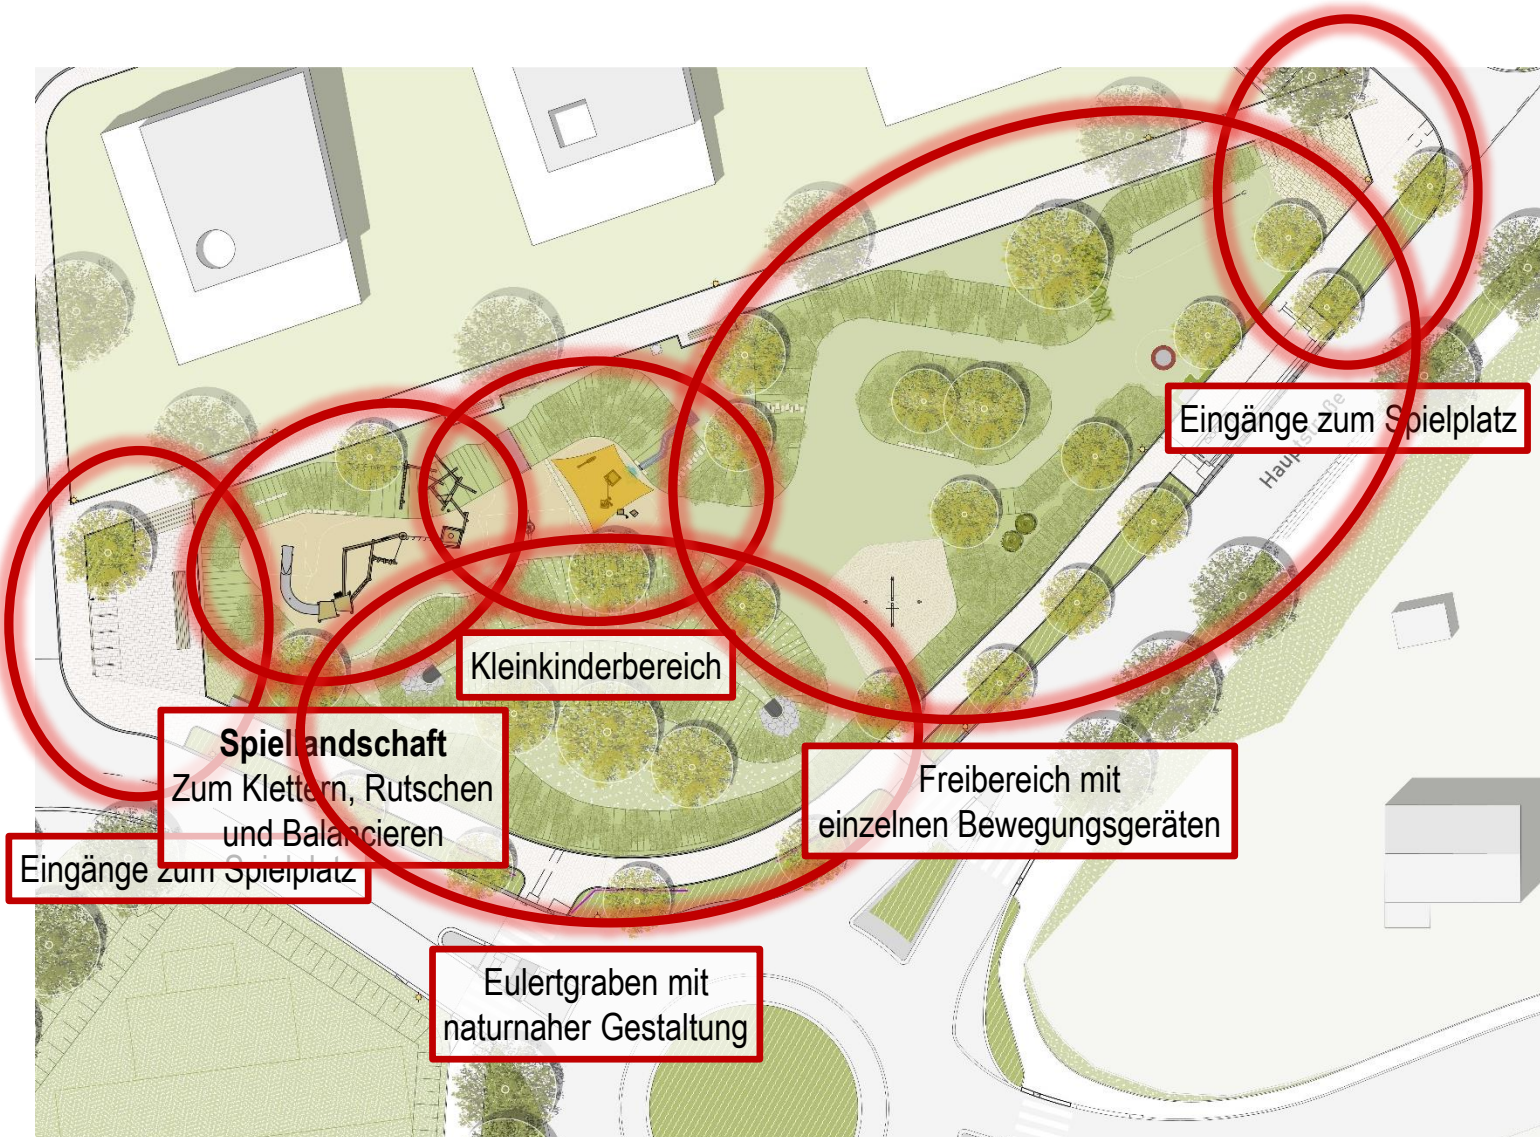 Eingänge zum Spielplatz
Hauptstraße
Kleinkinderbereich
Spiellandschaft
Zum Klettern, Rutschen
und Balancieren
Freibereich mit
einzelnen Bewegungsgeräten
Eingänge zum Spielplatz
Eulertgraben mit
naturnaher Gestaltung